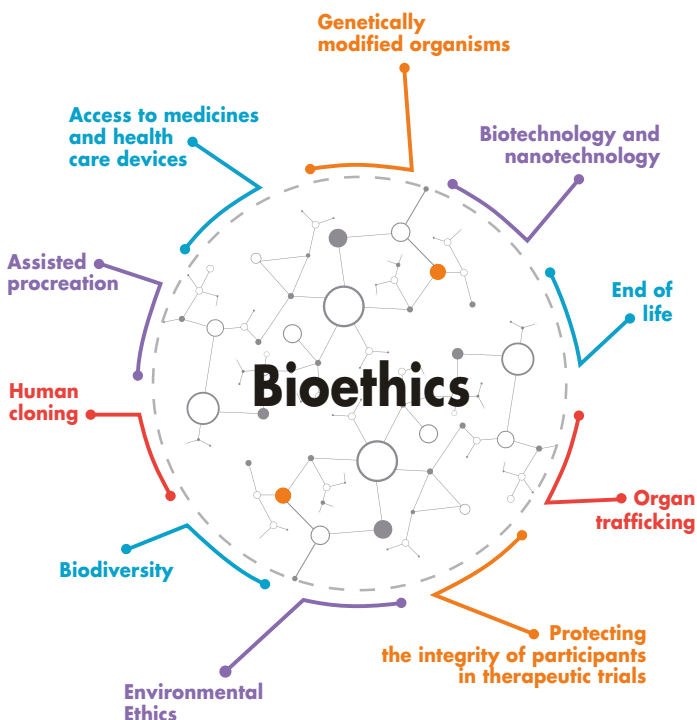 Genetically
modified organisms
Biotechnology and
nanotechnology
End of
life
Organ
trafficking
Protecting
the integrity of participants
in therapeutic trials
Environmental
Ethics
Biodiversity
Human
cloning
Assisted
procreation
Access to medicines
and health
care devices
Bioethics